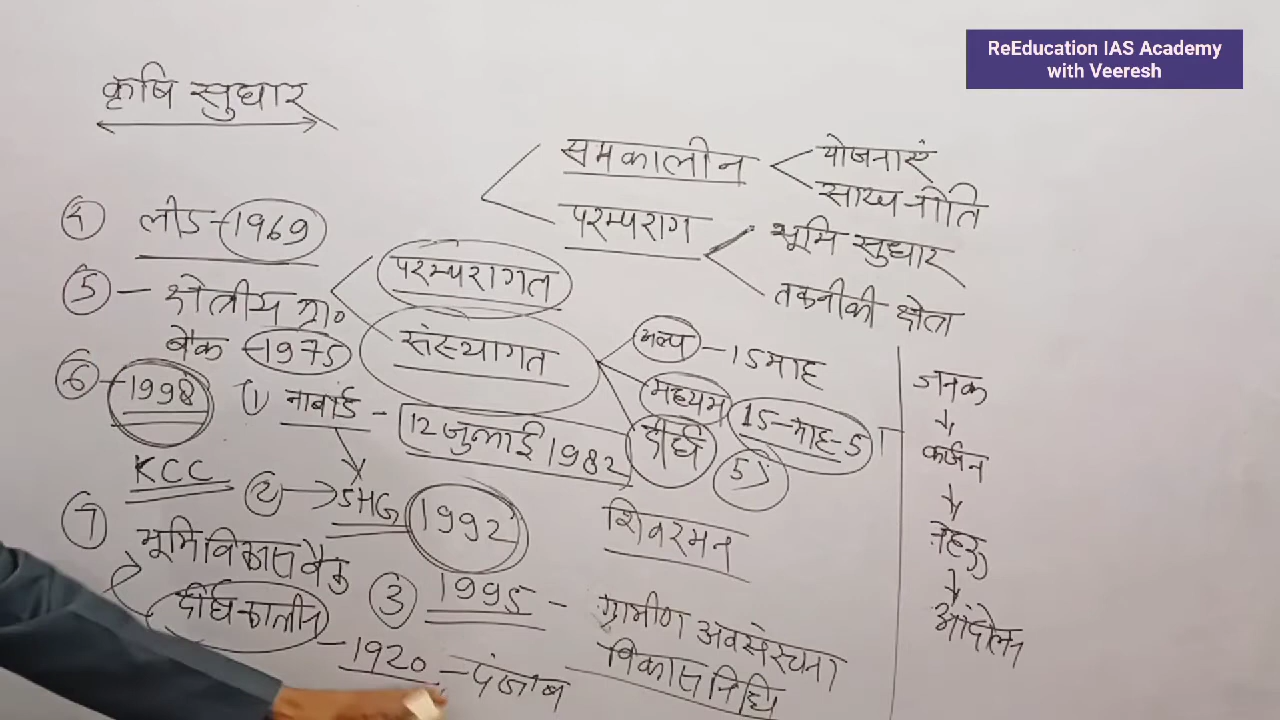 ReEducation IAS Academy
with Veeresh
कृषि सुधार
समकालीन
योजनाएं
साख्य नीति
परम्पराग
भूमि सुधार
तकनीकी क्षेता
④ लीड - 1969
⑤ - क्षेत्रीय ग्रा०
बैंक - 1975
परम्परागत
संस्थागत
अल्प - 15 माह
मध्यम 15-माह-5
दीर्घ 5>
⑥ - 1998
KCC
① नाबार्ड - 12 जुलाई 1982
② → SHG 1992
शिवरमन
③ 1995 - ग्रामीण अवसंरचना
विकास निधि
⑦ भूमि विकास बैंक
दीर्घकालीन - 1920 - पंजाब
जनक
कर्जन
नेहरू
आंदोलन